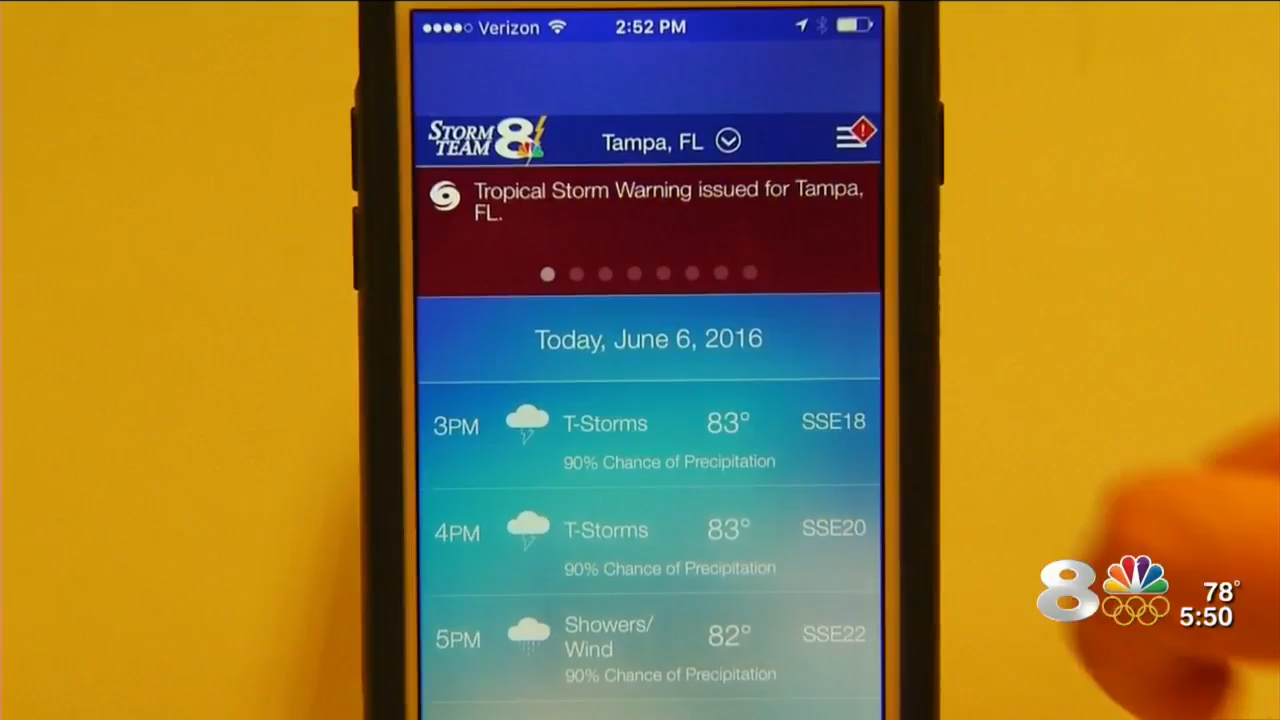 Verizon
2:52 PM
STORM
TEAM 8
Tampa, FL
Tropical Storm Warning issued for Tampa,
FL.
Today, June 6, 2016
3PM T-Storms 83° SSE18
90% Chance of Precipitation
4PM T-Storms 83° SSE20
90% Chance of Precipitation
5PM Showers/
Wind 82° SSE22
90% Chance of Precipitation
8
78°
5:50